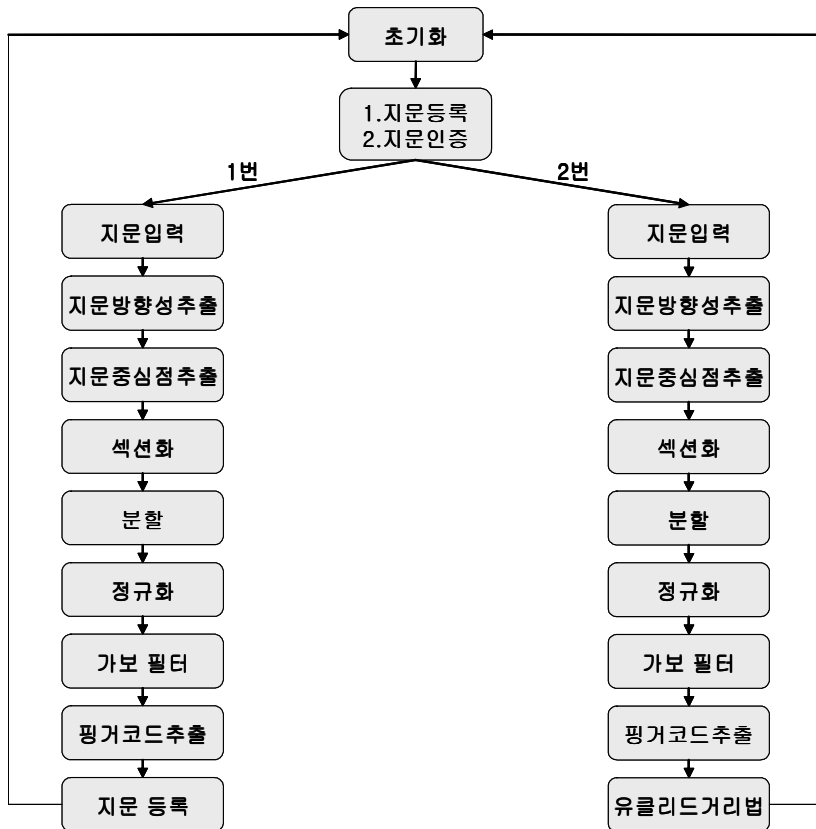 초기화
1.지문등록
2.지문인증
1번
2번
지문입력
지문방향성추출
지문중심점추출
섹션화
분할
정규화
가보 필터
핑거코드추출
지문 등록
지문입력
지문방향성추출
지문중심점추출
섹션화
분할
정규화
가보 필터
핑거코드추출
유클리드거리법